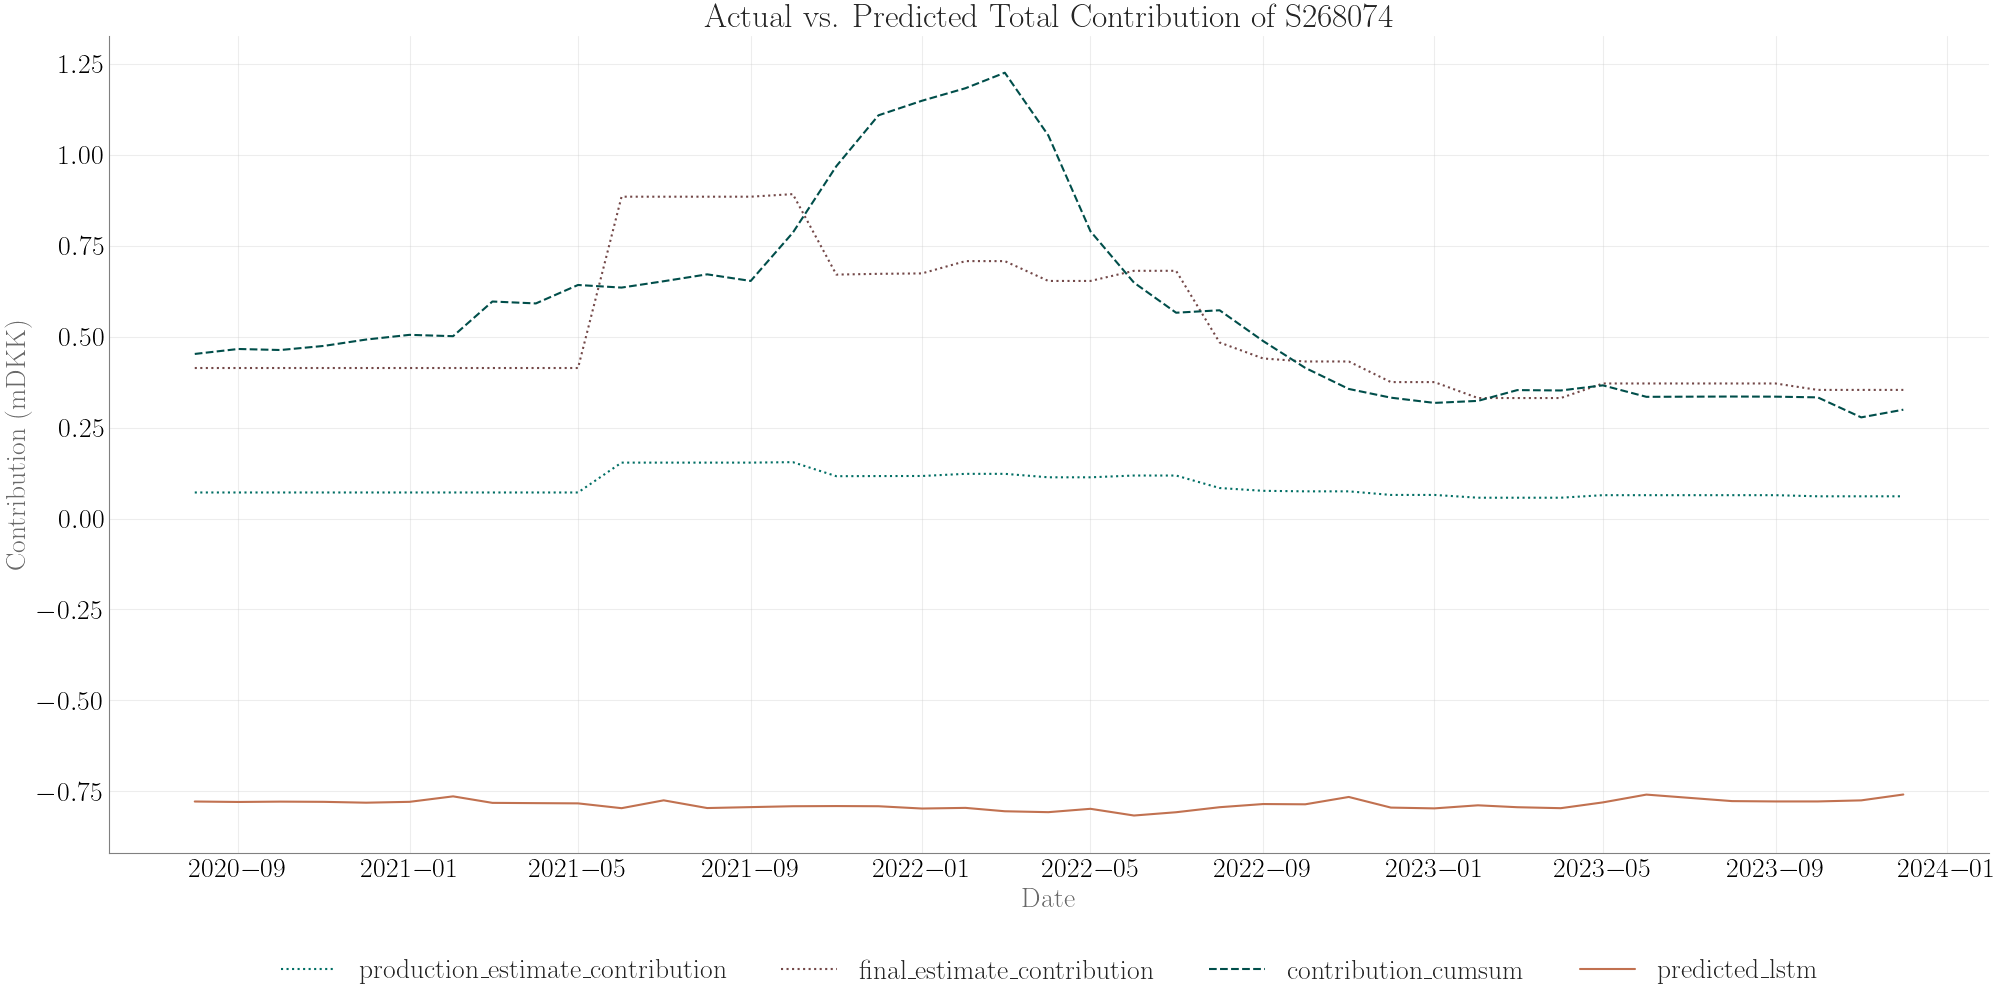 Actual vs. Predicted Total Contribution of S268074
1.25
1.00
0.75
0.50
0.25
0.00
−0.25
−0.50
−0.75
Contribution (mDKK)
2020−09 2021−01 2021−05 2021−09 2022−01 2022−05 2022−09 2023−01 2023−05 2023−09 2024−01
Date
production_estimate_contribution final_estimate_contribution contribution_cumsum predicted_lstm